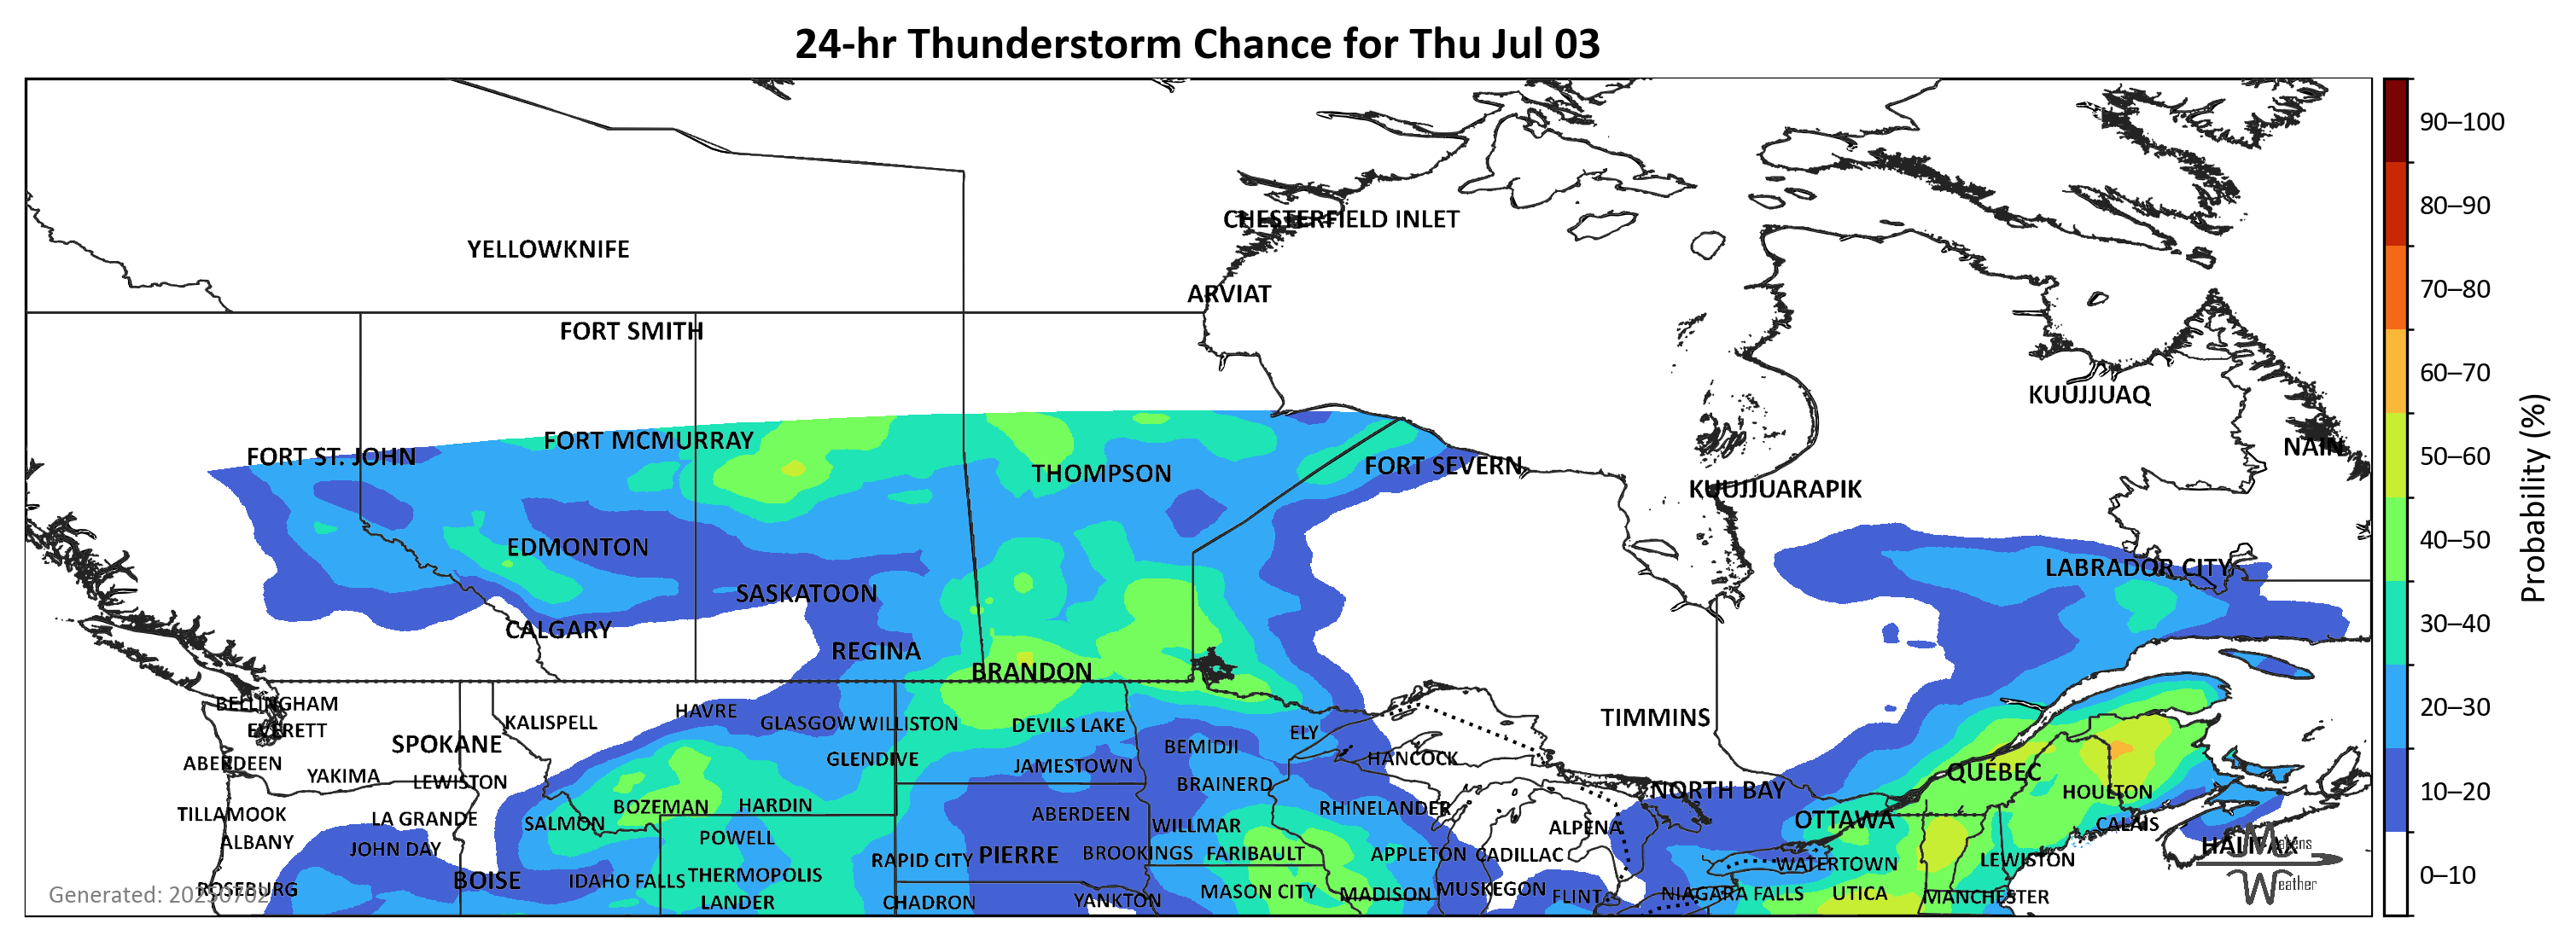 24-hr Thunderstorm Chance for Thu Jul 03
90–100
80–90
70–80
60–70
50–60
40–50
30–40
20–30
10–20
0–10
Probability (%)
CHESTERFIELD INLET
YELLOWKNIFE
ARVIAT
FORT SMITH
KUUJJUAQ
FORT MCMURRAY
NAIN
FORT ST. JOHN
FORT SEVERN
THOMPSON
KUUJJUARAPIK
EDMONTON
LABRADOR CITY
SASKATOON
CALGARY
REGINA
BRANDON
BELLINGHAM
HAVRE
TIMMINS
KALISPELL
GLASGOW
WILLISTON
DEVILS LAKE
EVERETT
ELY
SPOKANE
BEMIDJI
GLENDIVE
HANCOCK
ABERDEEN
JAMESTOWN
QUÉBEC
YAKIMA
LEWISTON
BRAINERD
NORTH BAY
HOULTON
BOZEMAN
HARDIN
RHINELANDER
TILLAMOOK
LA GRANDE
ABERDEEN
SALMON
WILLMAR
ALPENA
OTTAWA
CALAIS
ALBANY
POWELL
JOHN DAY
BROOKINGS
FARIBAULT
APPLETON
CADILLAC
HALIFAX
Makens
RAPID CITY
PIERRE
WATERTOWN
LEWISTON
BOISE
IDAHO FALLS
THERMOPOLIS
Weather
ROSEBURG
MASON CITY
MADISON
MUSKEGON
FLINT
NIAGARA FALLS
UTICA
MANCHESTER
Generated: 20250702
LANDER
CHADRON
YANKTON